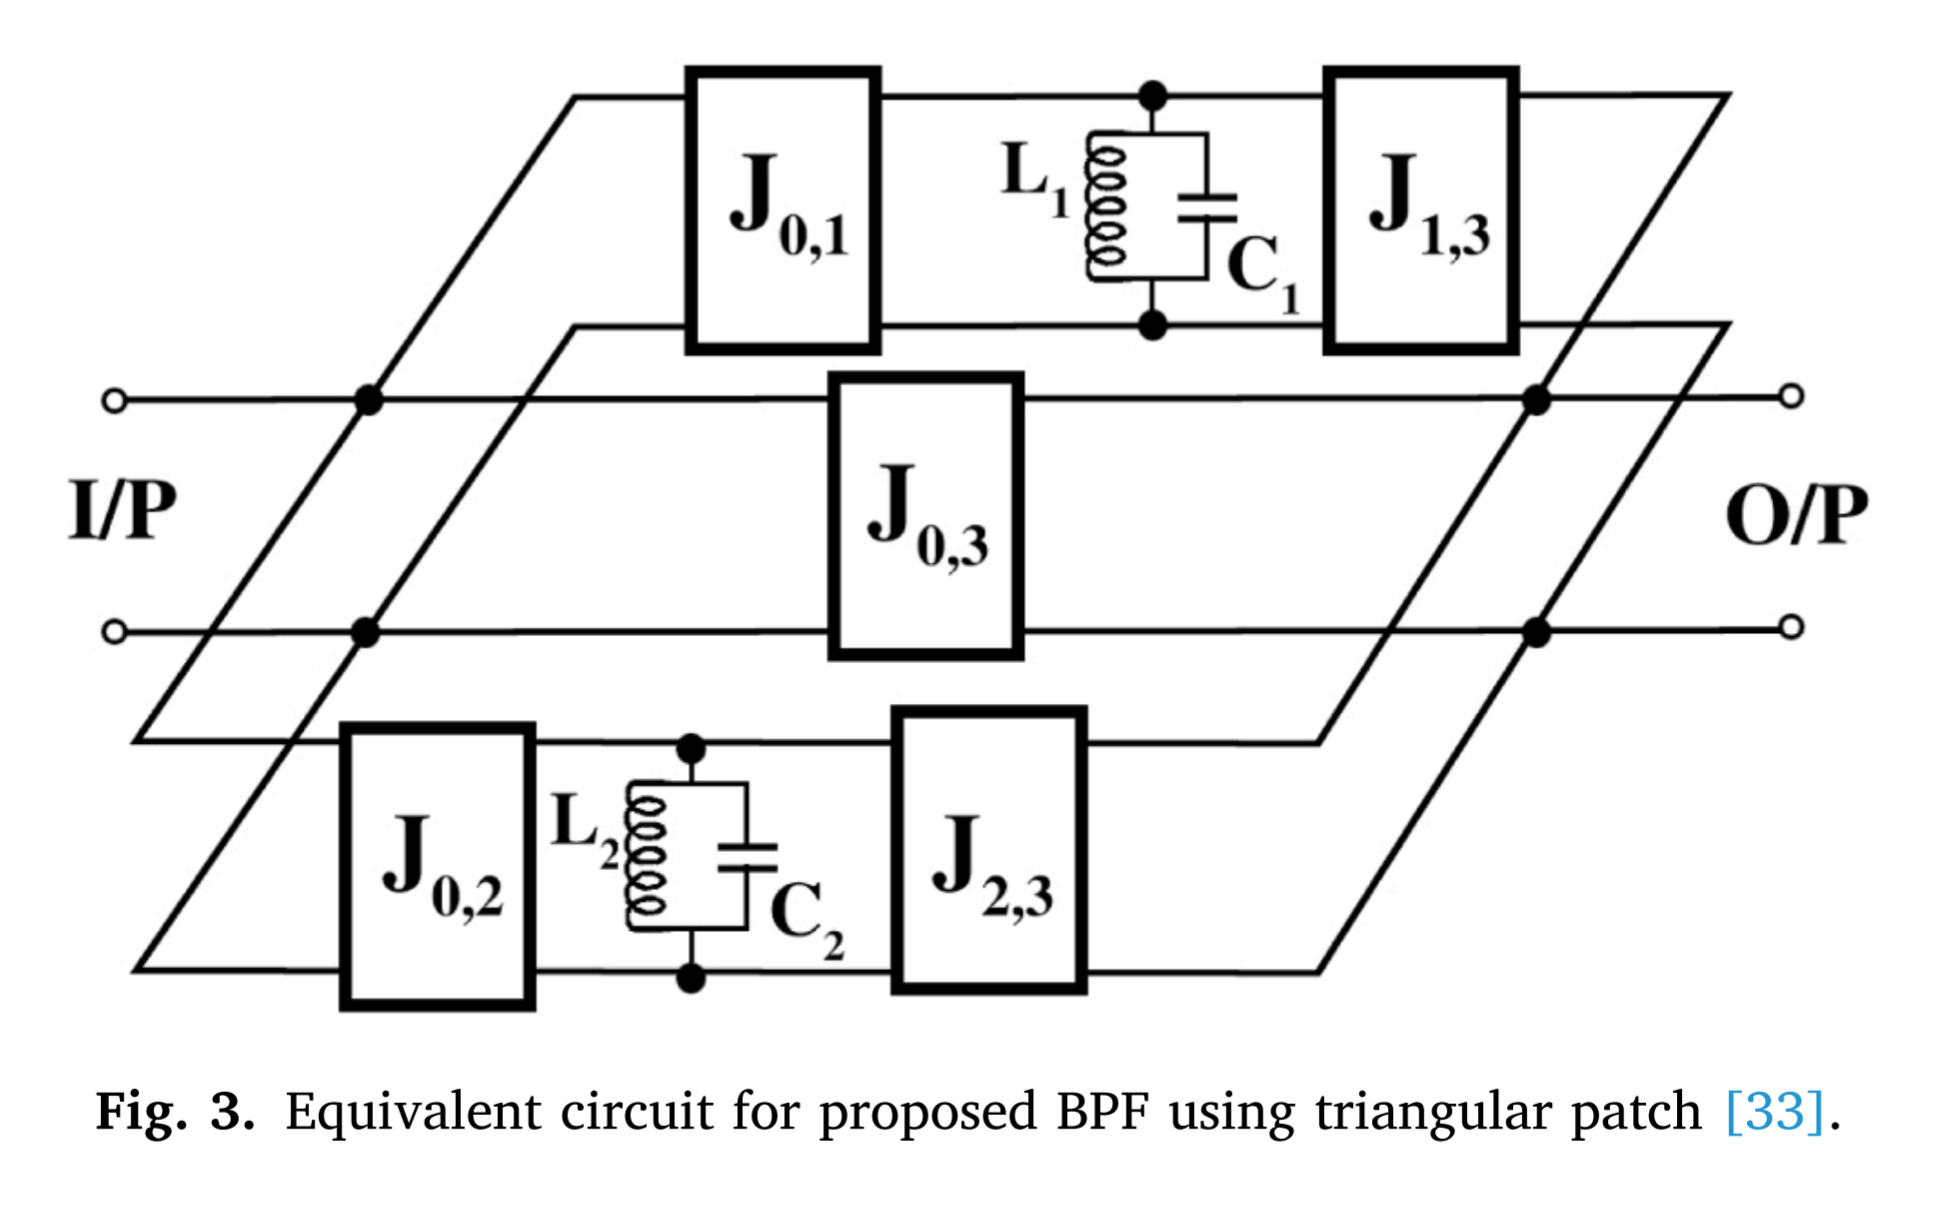 J0,1
L1
C1
J1,3
I/P
J0,3
O/P
J0,2
L2
C2
J2,3
Fig. 3. Equivalent circuit for proposed BPF using triangular patch [33].